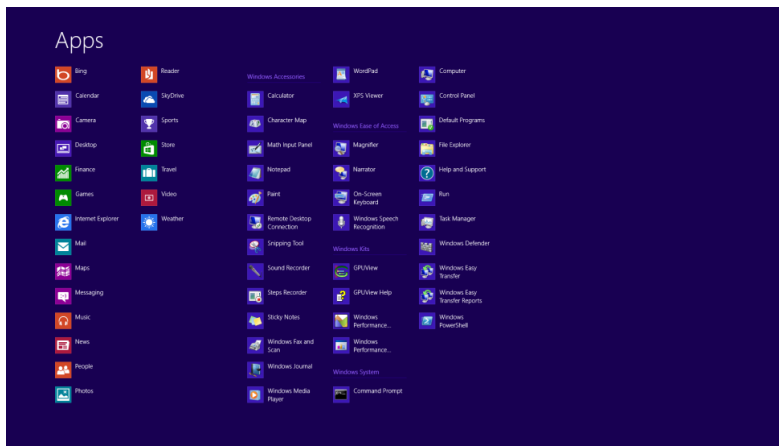 Apps
Bing
Calendar
Camera
Desktop
Finance
Games
Internet Explorer
Mail
Maps
Messaging
Music
News
People
Photos
Reader
SkyDrive
Sports
Store
Travel
Video
Weather
Windows Accessories
Calculator
Character Map
Math Input Panel
Notepad
Paint
Remote Desktop
Connection
Snipping Tool
Sound Recorder
Steps Recorder
Sticky Notes
Windows Fax and
Scan
Windows Journal
Windows Media
Player
WordPad
XPS Viewer
Windows Ease of Access
Magnifier
Narrator
On-Screen
Keyboard
Windows Speech
Recognition
Windows Kits
GPUView
GPUView Help
Windows
Performance...
Windows
Performance...
Windows System
Command Prompt
Computer
Control Panel
Default Programs
File Explorer
Help and Support
Run
Task Manager
Windows Defender
Windows Easy
Transfer
Windows Easy
Transfer Reports
Windows
PowerShell